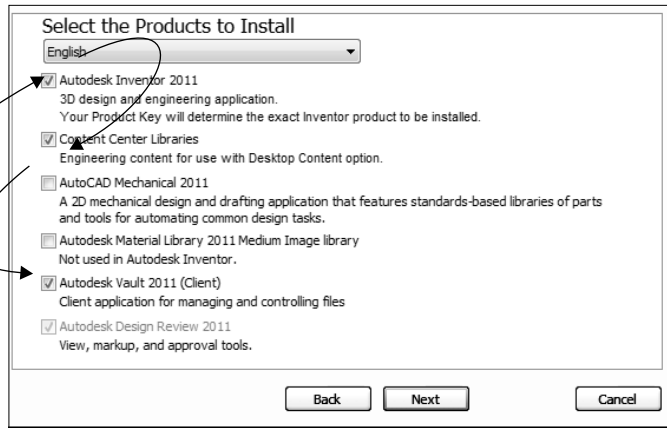 Select the Products to Install
English
Autodesk Inventor 2011
3D design and engineering application.
Your Product Key will determine the exact Inventor product to be installed.
Content Center Libraries
Engineering content for use with Desktop Content option.
AutoCAD Mechanical 2011
A 2D mechanical design and drafting application that features standards-based libraries of parts
and tools for automating common design tasks.
Autodesk Material Library 2011 Medium Image library
Not used in Autodesk Inventor.
Autodesk Vault 2011 (Client)
Client application for managing and controlling files
Autodesk Design Review 2011
View, markup, and approval tools.
Back Next Cancel